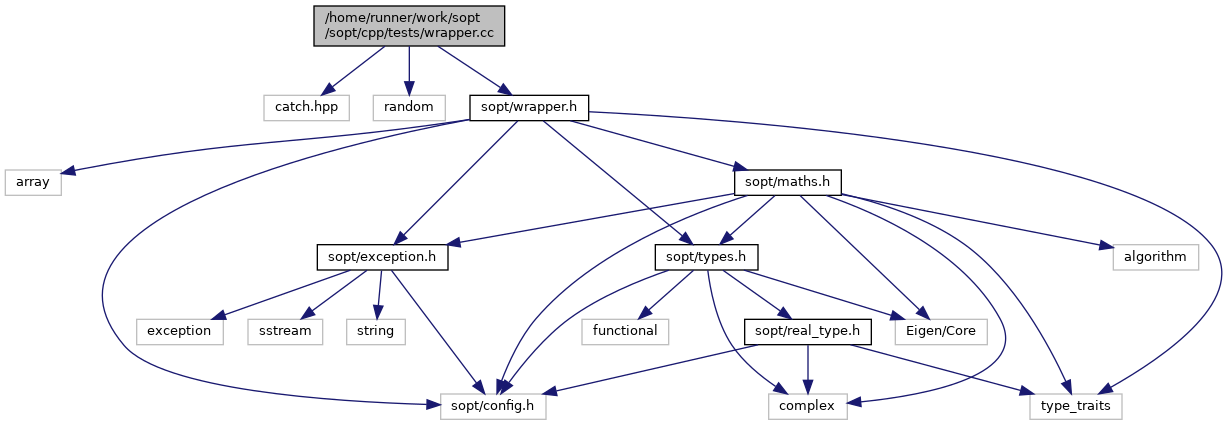 /home/runner/work/sopt
/sopt/cpp/tests/wrapper.cc
catch.hpp
random
sopt/wrapper.h
array
sopt/maths.h
sopt/exception.h
sopt/types.h
algorithm
exception
sstream
string
functional
sopt/real_type.h
Eigen/Core
sopt/config.h
complex
type_traits